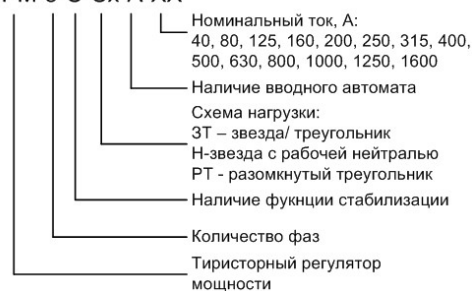 Номинальный ток, А:
40, 80, 125, 160, 200, 250, 315, 400,
500, 630, 800, 1000, 1250, 1600
Наличие вводного автомата
Схема нагрузки:
ЗТ – звезда/ треугольник
Н-звезда с рабочей нейтралью
РТ - разомкнутый треугольник
Наличие фукнции стабилизации
Количество фаз
Тиристорный регулятор
мощности